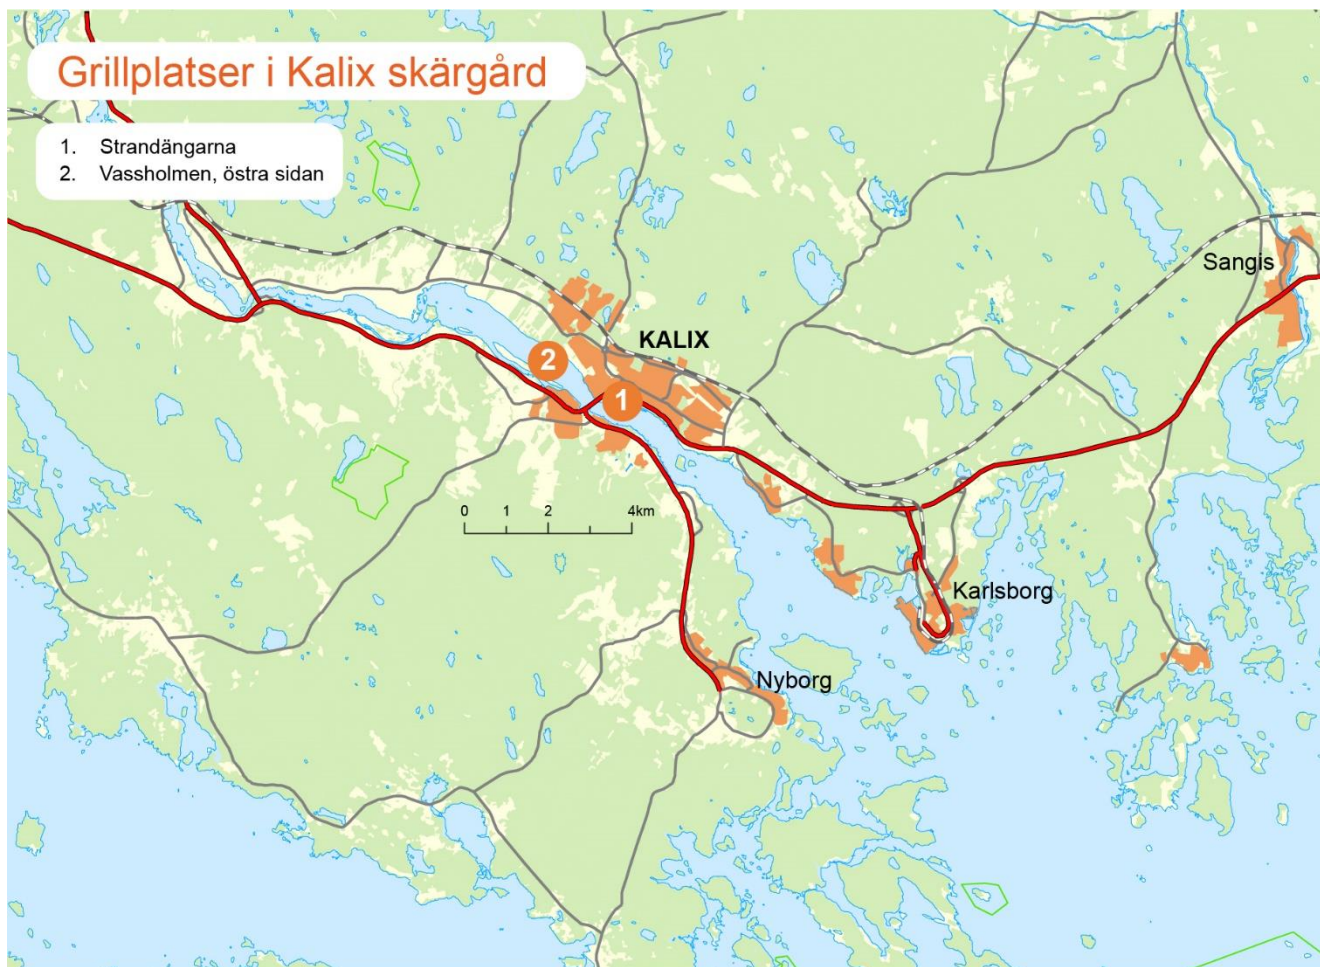 Grillplatser i Kalix skärgård
1. Strandängarna
2. Vassholmen, östra sidan
Sangis
KALIX
2
1
0 1 2 4km
Karlsborg
Nyborg